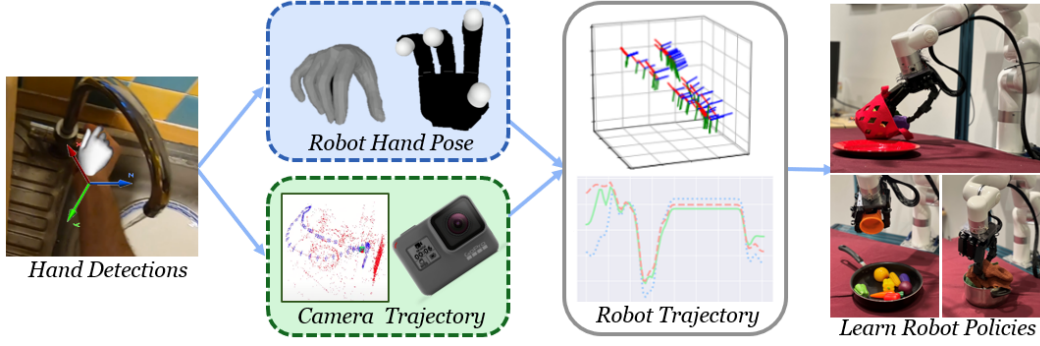 Hand Detections
Robot Hand Pose
Camera Trajectory
Robot Trajectory
Learn Robot Policies